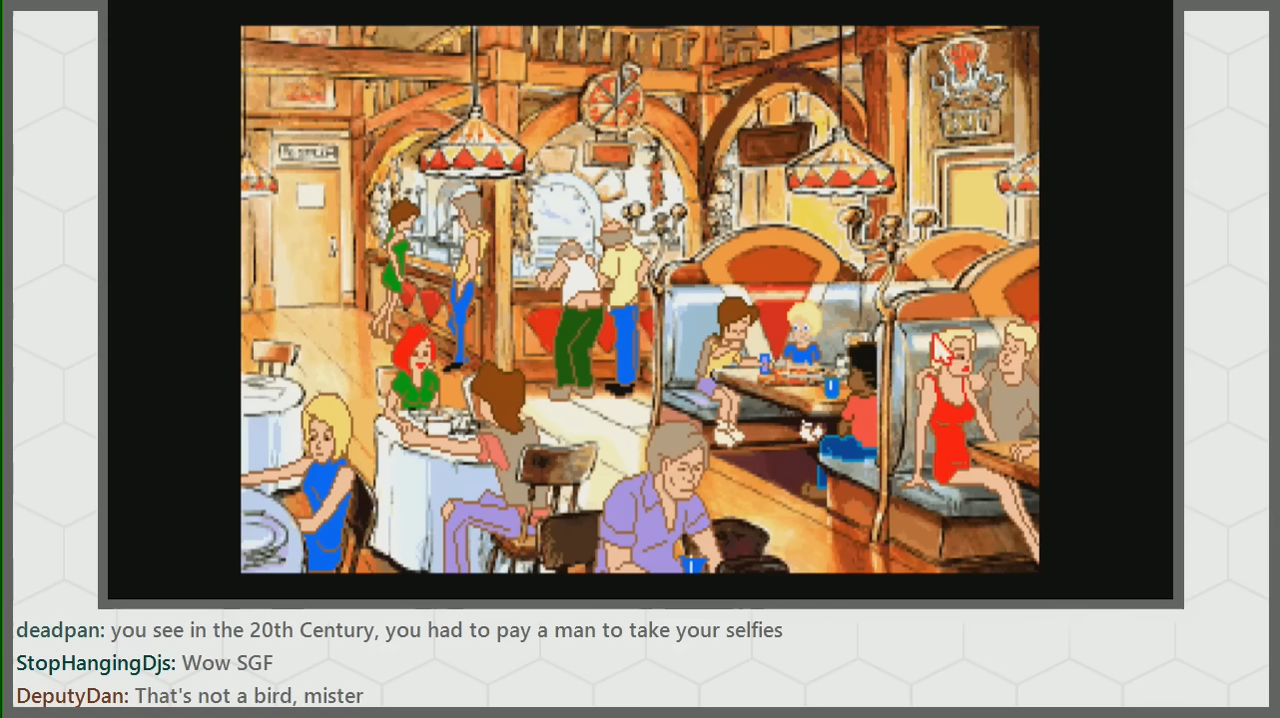 deadpan: you see in the 20th Century, you had to pay a man to take your selfies
StopHangingDjs: Wow SGF
DeputyDan: That's not a bird, mister